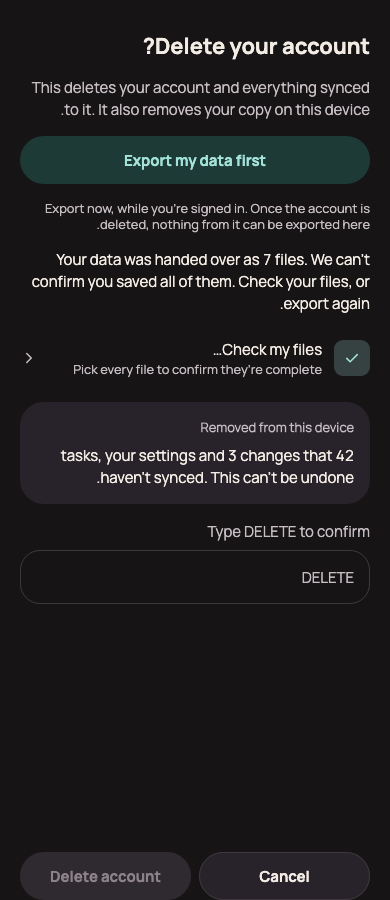 ?Delete your account
This deletes your account and everything synced
.to it. It also removes your copy on this device
Export my data first
Export now, while you're signed in. Once the account is
.deleted, nothing from it can be exported here
Your data was handed over as 7 files. We can't
confirm you saved all of them. Check your files, or
.export again
…Check my files
Pick every file to confirm they're complete
Removed from this device
tasks, your settings and 3 changes that 42
.haven't synced. This can't be undone
Type DELETE to confirm
DELETE
Cancel
Delete account